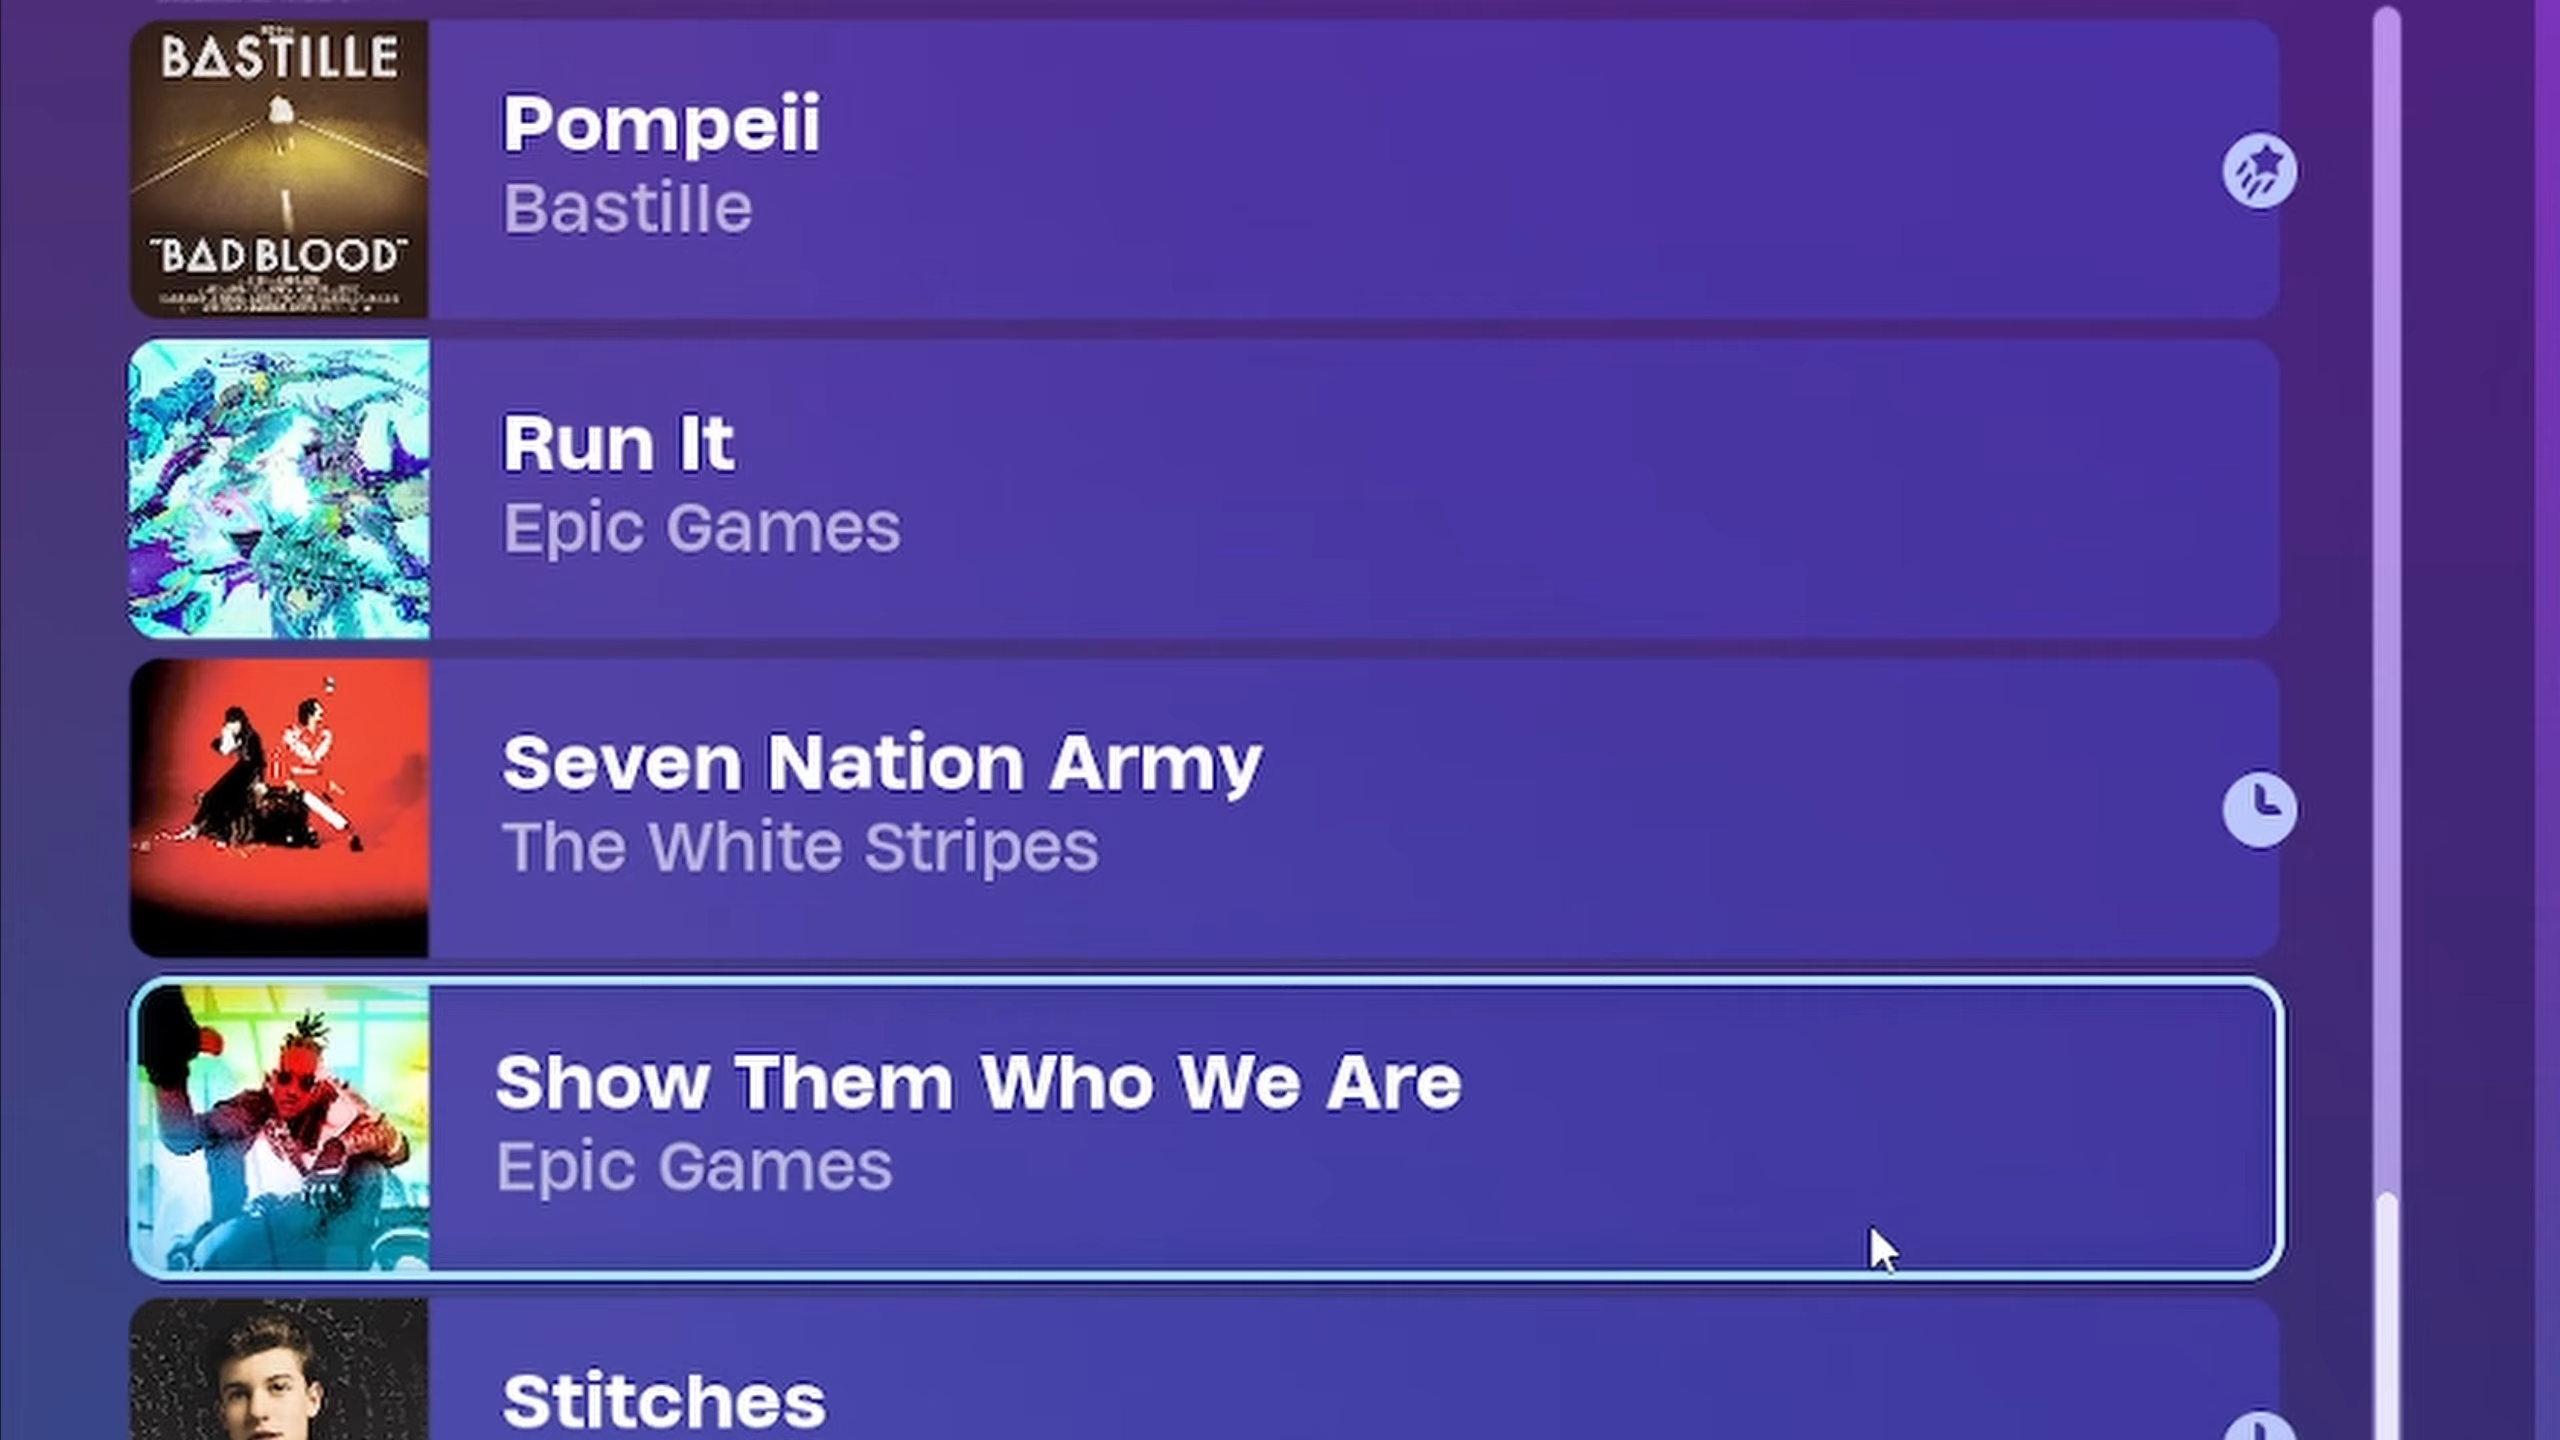 BASTILLE
"BAD BLOOD"
Pompeii
Bastille
Run It
Epic Games
Seven Nation Army
The White Stripes
Show Them Who We Are
Epic Games
Stitches